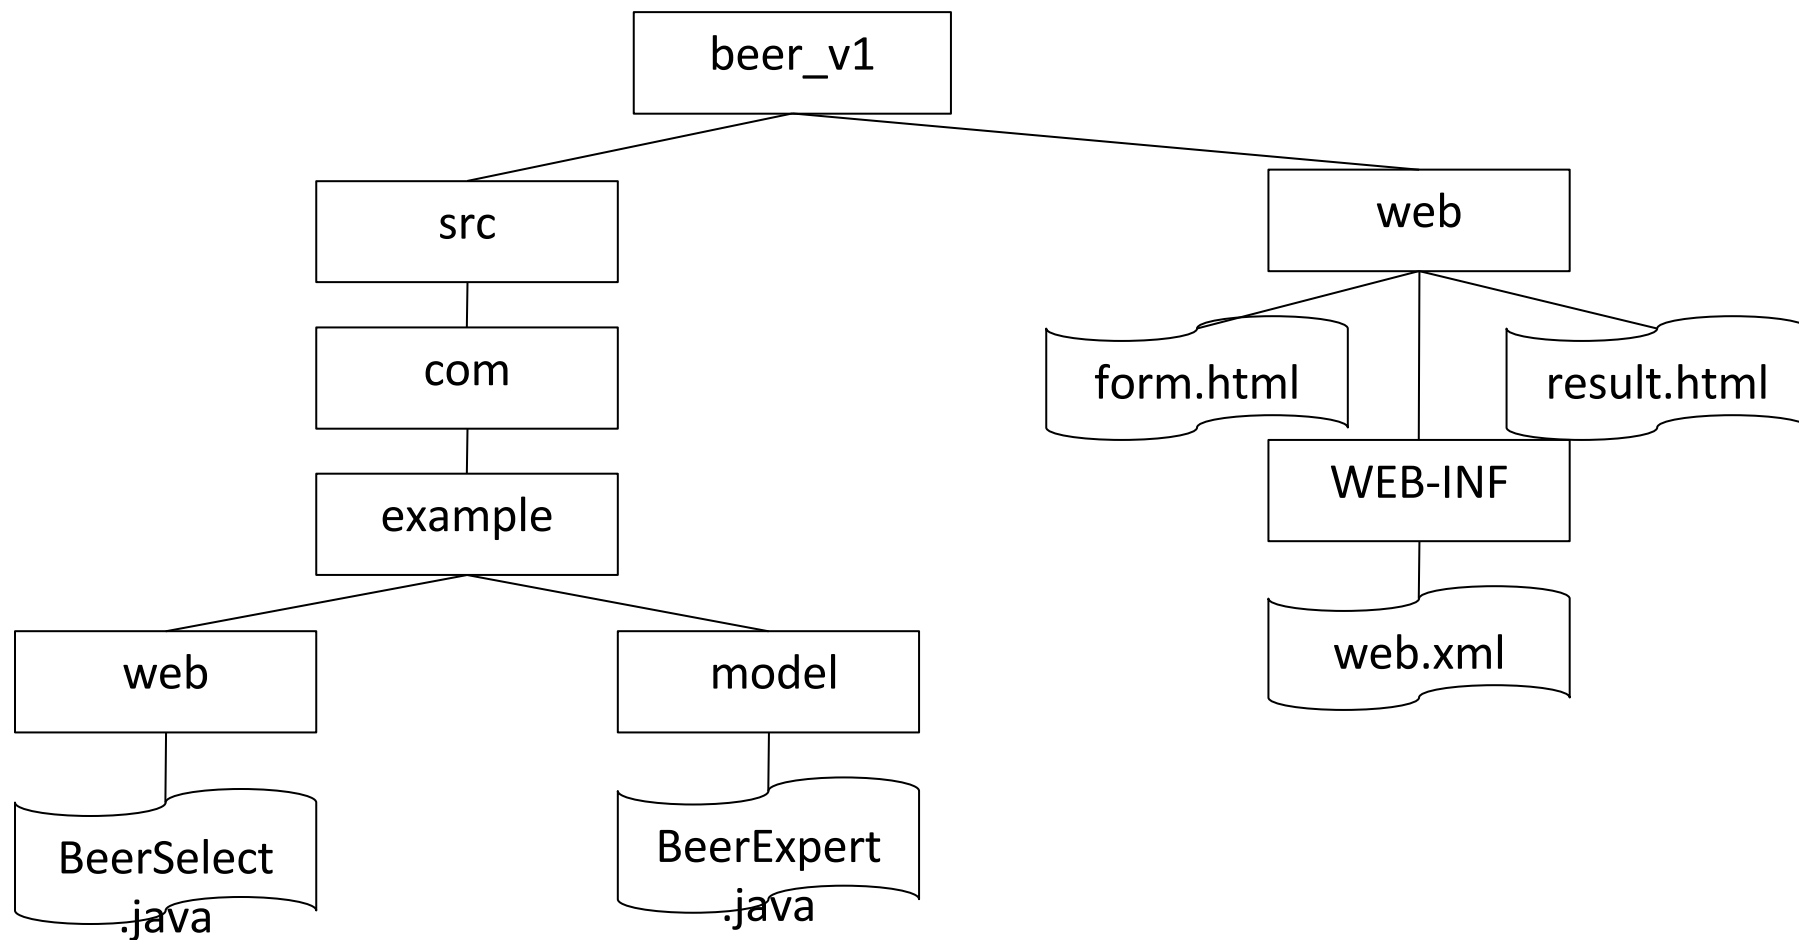 beer_v1
src
web
com
form.html
result.html
example
WEB-INF
web
model
web.xml
BeerSelect
.java
BeerExpert
.java